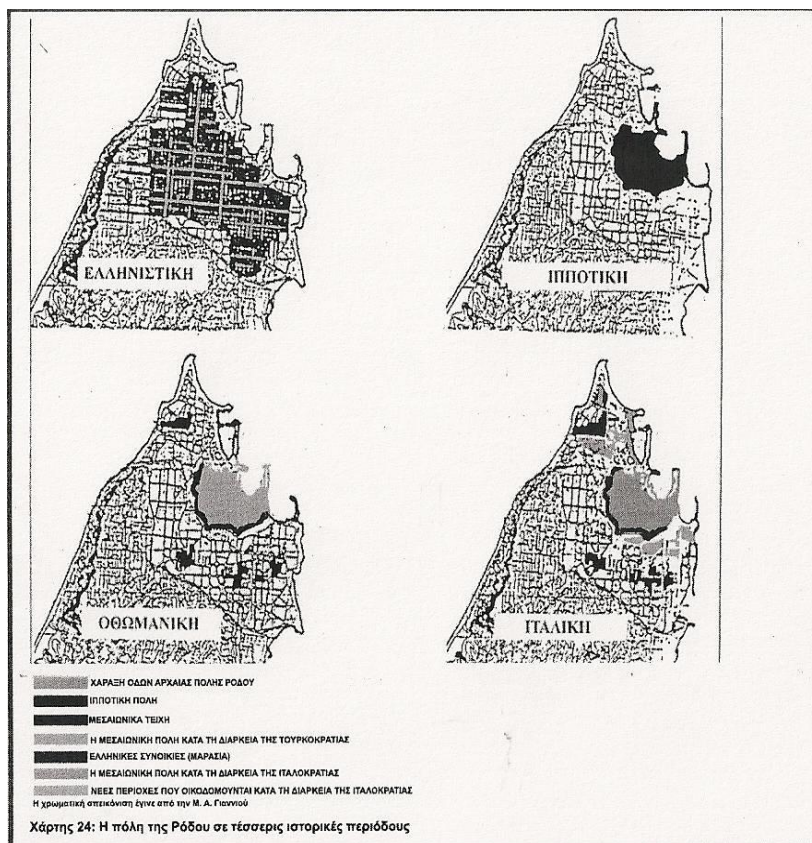 ΕΛΛΗΝΙΣΤΙΚΗ
ΙΠΠΟΤΙΚΗ
ΟΘΩΜΑΝΙΚΗ
ΙΤΑΛΙΚΗ
ΧΑΡΑΞΗ ΟΔΩΝ ΑΡΧΑΙΑΣ ΠΟΛΗΣ ΡΟΔΟΥ
ΙΠΠΟΤΙΚΗ ΠΟΛΗ
ΜΕΣΑΙΩΝΙΚΑ ΤΕΙΧΗ
Η ΜΕΣΑΙΩΝΙΚΗ ΠΟΛΗ ΚΑΤΑ ΤΗ ΔΙΑΡΚΕΙΑ ΤΗΣ ΤΟΥΡΚΟΚΡΑΤΙΑΣ
ΕΛΛΗΝΙΚΕΣ ΣΥΝΟΙΚΙΕΣ (ΜΑΡΑΣΙΑ)
Η ΜΕΣΑΙΩΝΙΚΗ ΠΟΛΗ ΚΑΤΑ ΤΗ ΔΙΑΡΚΕΙΑ ΤΗΣ ΙΤΑΛΟΚΡΑΤΙΑΣ
ΝΕΕΣ ΠΕΡΙΟΧΕΣ ΠΟΥ ΟΙΚΟΔΟΜΟΥΝΤΑΙ ΚΑΤΑ ΤΗ ΔΙΑΡΚΕΙΑ ΤΗΣ ΙΤΑΛΟΚΡΑΤΙΑΣ
Η χρωματική απεικόνιση έγινε από την Μ. Α. Γιαννιού
Χάρτης 24: Η πόλη της Ρόδου σε τέσσερις ιστορικές περιόδους